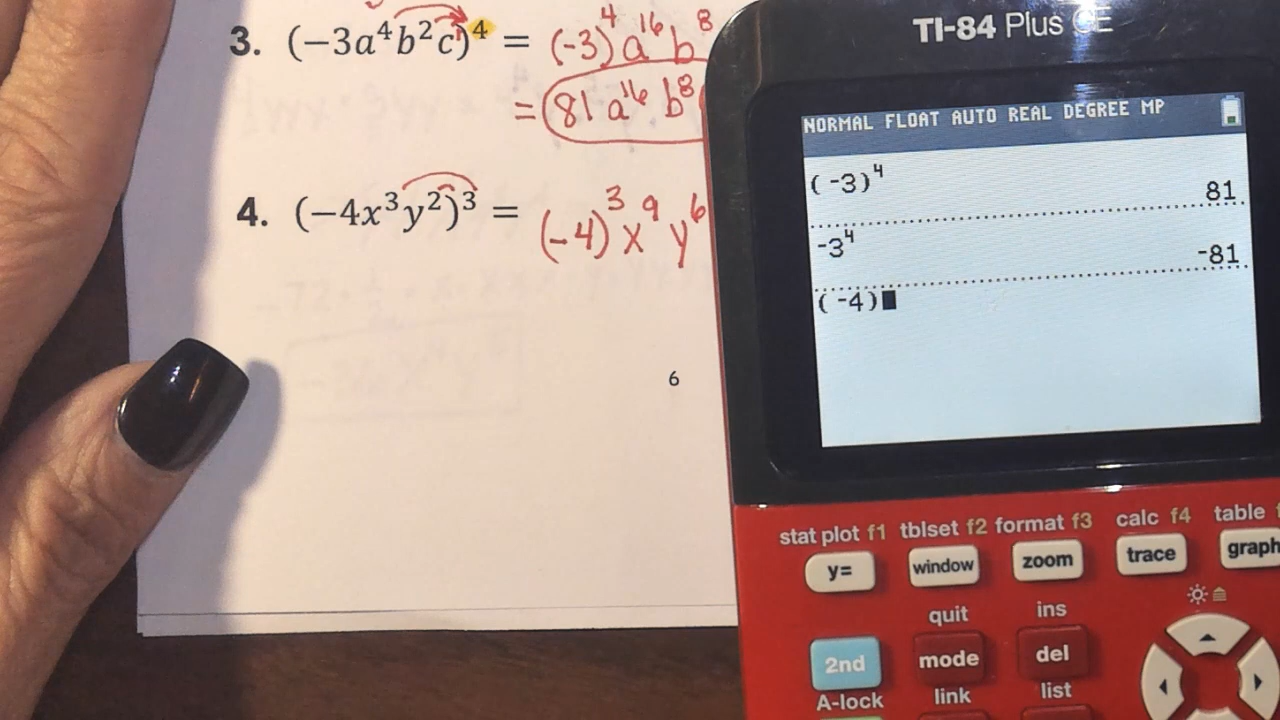 3. (−3a⁴b²c)⁴ = (-3)⁴a¹⁶b⁸
= 81a¹⁶b⁸
4. (−4x³y²)³ = (-4)³x⁹y⁶
6
TI-84 Plus CE
NORMAL FLOAT AUTO REAL DEGREE MP
(-3)⁴
81
-3⁴
-81
(-4)
stat plot f1 tblset f2 format f3 calc f4 table
y= window zoom trace graph
quit ins
2nd mode del
A-lock link list